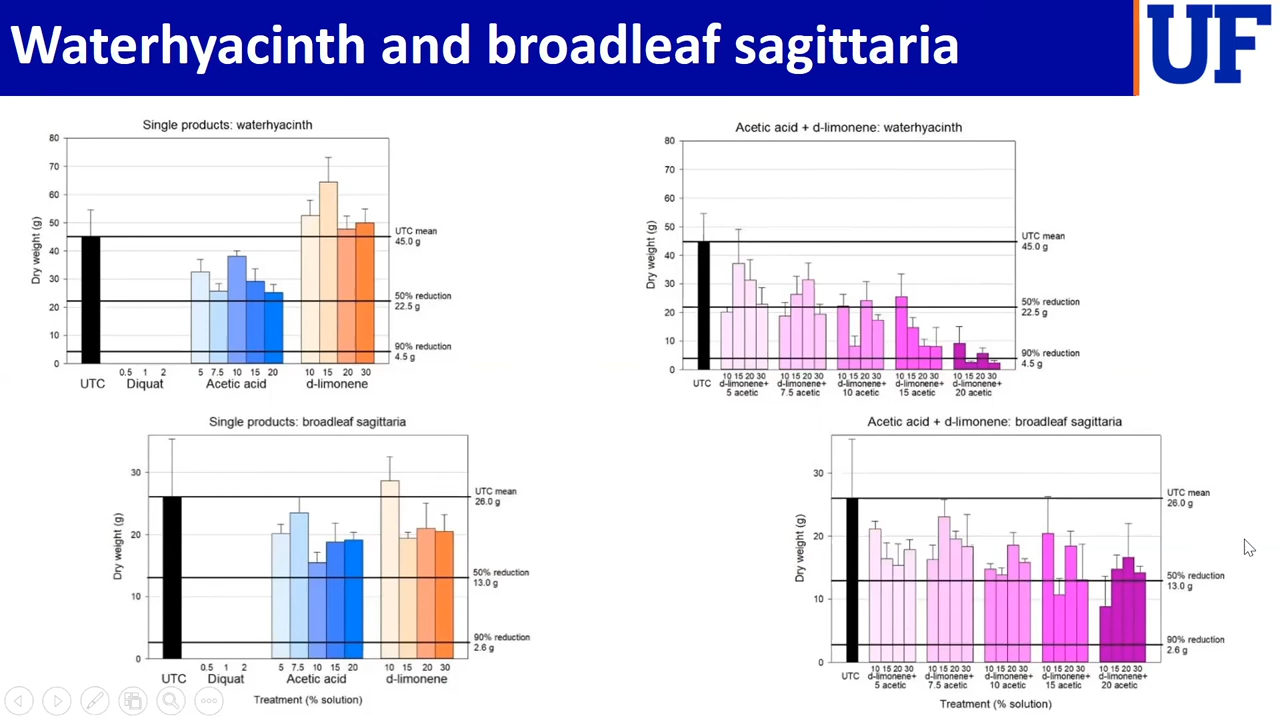 Waterhyacinth and broadleaf sagittaria
UF
Single products: waterhyacinth
80
70
60
50
40
30
20
10
0
Dry weight (g)
UTC mean
45.0 g
50% reduction
22.5 g
90% reduction
4.5 g
0.5 1 2 5 7.5 10 15 20 10 15 20 30
UTC Diquat Acetic acid d-limonene
Acetic acid + d-limonene: waterhyacinth
80
70
60
50
40
30
20
10
0
Dry weight (g)
UTC mean
45.0 g
50% reduction
22.5 g
90% reduction
4.5 g
10 15 20 30 10 15 20 30 10 15 20 30 10 15 20 30 10 15 20 30
UTC d-limonene+ d-limonene+ d-limonene+ d-limonene+ d-limonene+
5 acetic 7.5 acetic 10 acetic 15 acetic 20 acetic
Single products: broadleaf sagittaria
30
20
10
0
Dry weight (g)
UTC mean
26.0 g
50% reduction
13.0 g
90% reduction
2.6 g
0.5 1 2 5 7.5 10 15 20 10 15 20 30
UTC Diquat Acetic acid d-limonene
Treatment (% solution)
Acetic acid + d-limonene: broadleaf sagittaria
30
20
10
0
Dry weight (g)
UTC mean
26.0 g
50% reduction
13.0 g
90% reduction
2.6 g
10 15 20 30 10 15 20 30 10 15 20 30 10 15 20 30 10 15 20 30
UTC d-limonene+ d-limonene+ d-limonene+ d-limonene+ d-limonene+
5 acetic 7.5 acetic 10 acetic 15 acetic 20 acetic
Treatment (% solution)